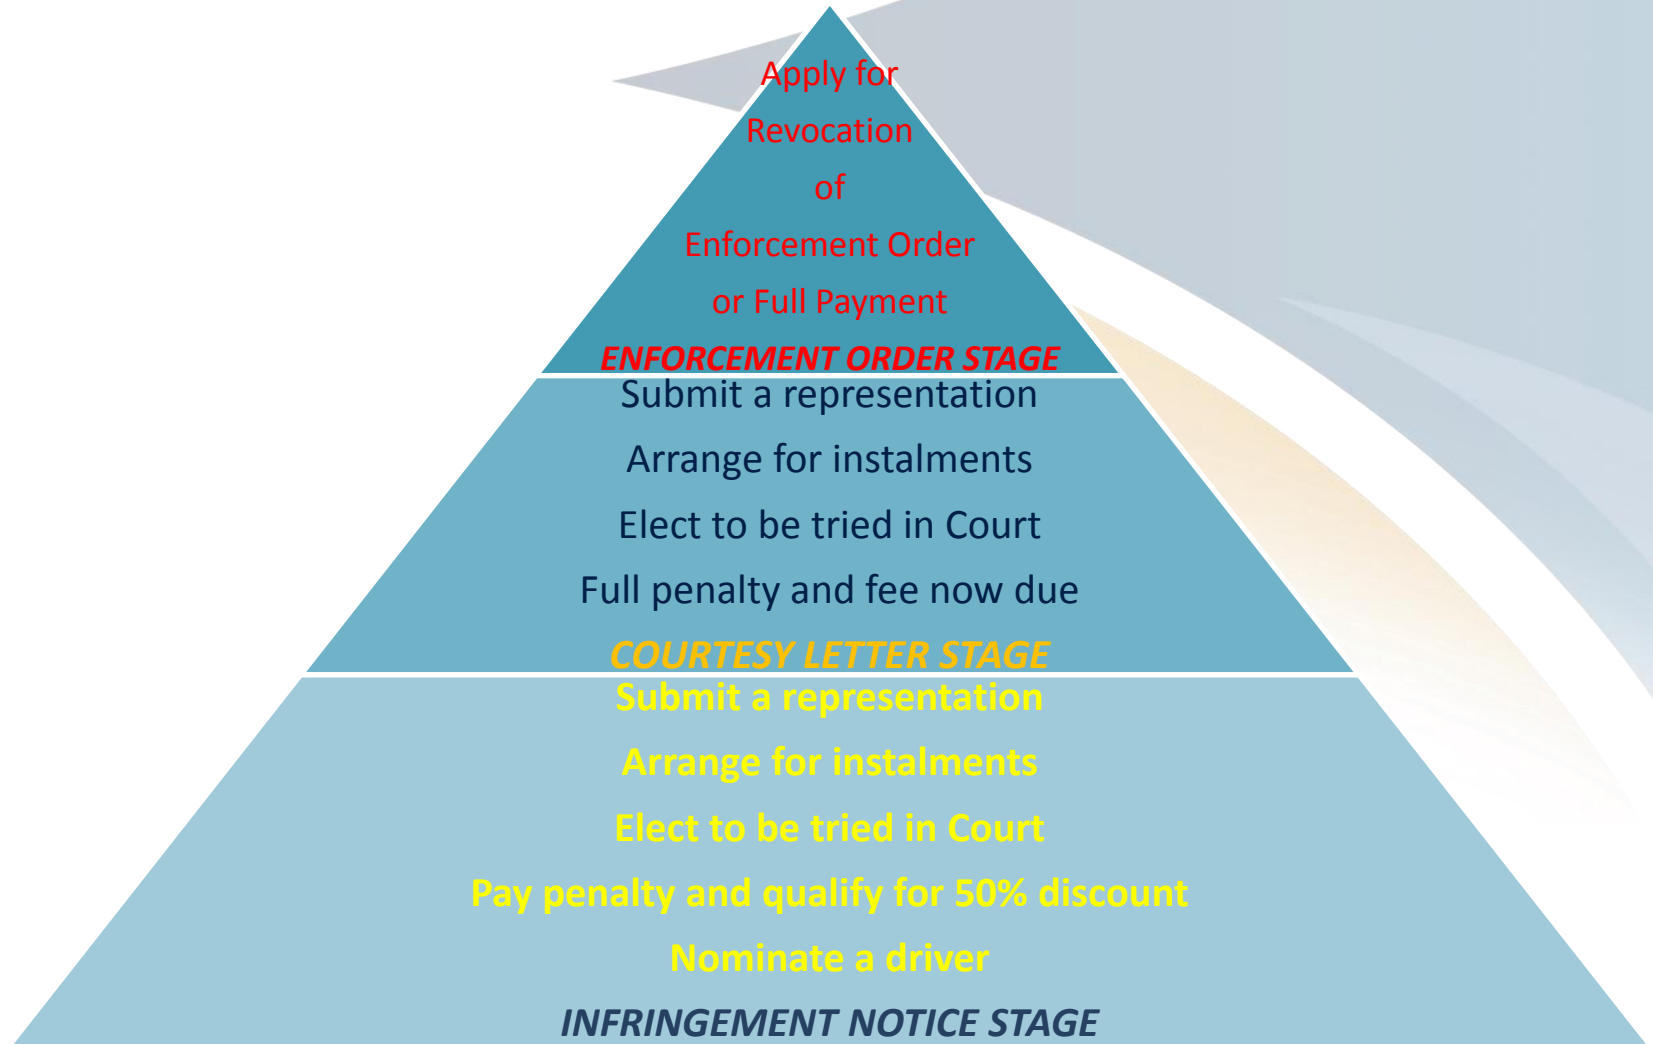 Apply for
Revocation
of
Enforcement Order
or Full Payment
ENFORCEMENT ORDER STAGE
Submit a representation
Arrange for instalments
Elect to be tried in Court
Full penalty and fee now due
COURTESY LETTER STAGE
Submit a representation
Arrange for instalments
Elect to be tried in Court
Pay penalty and qualify for 50% discount
Nominate a driver
INFRINGEMENT NOTICE STAGE